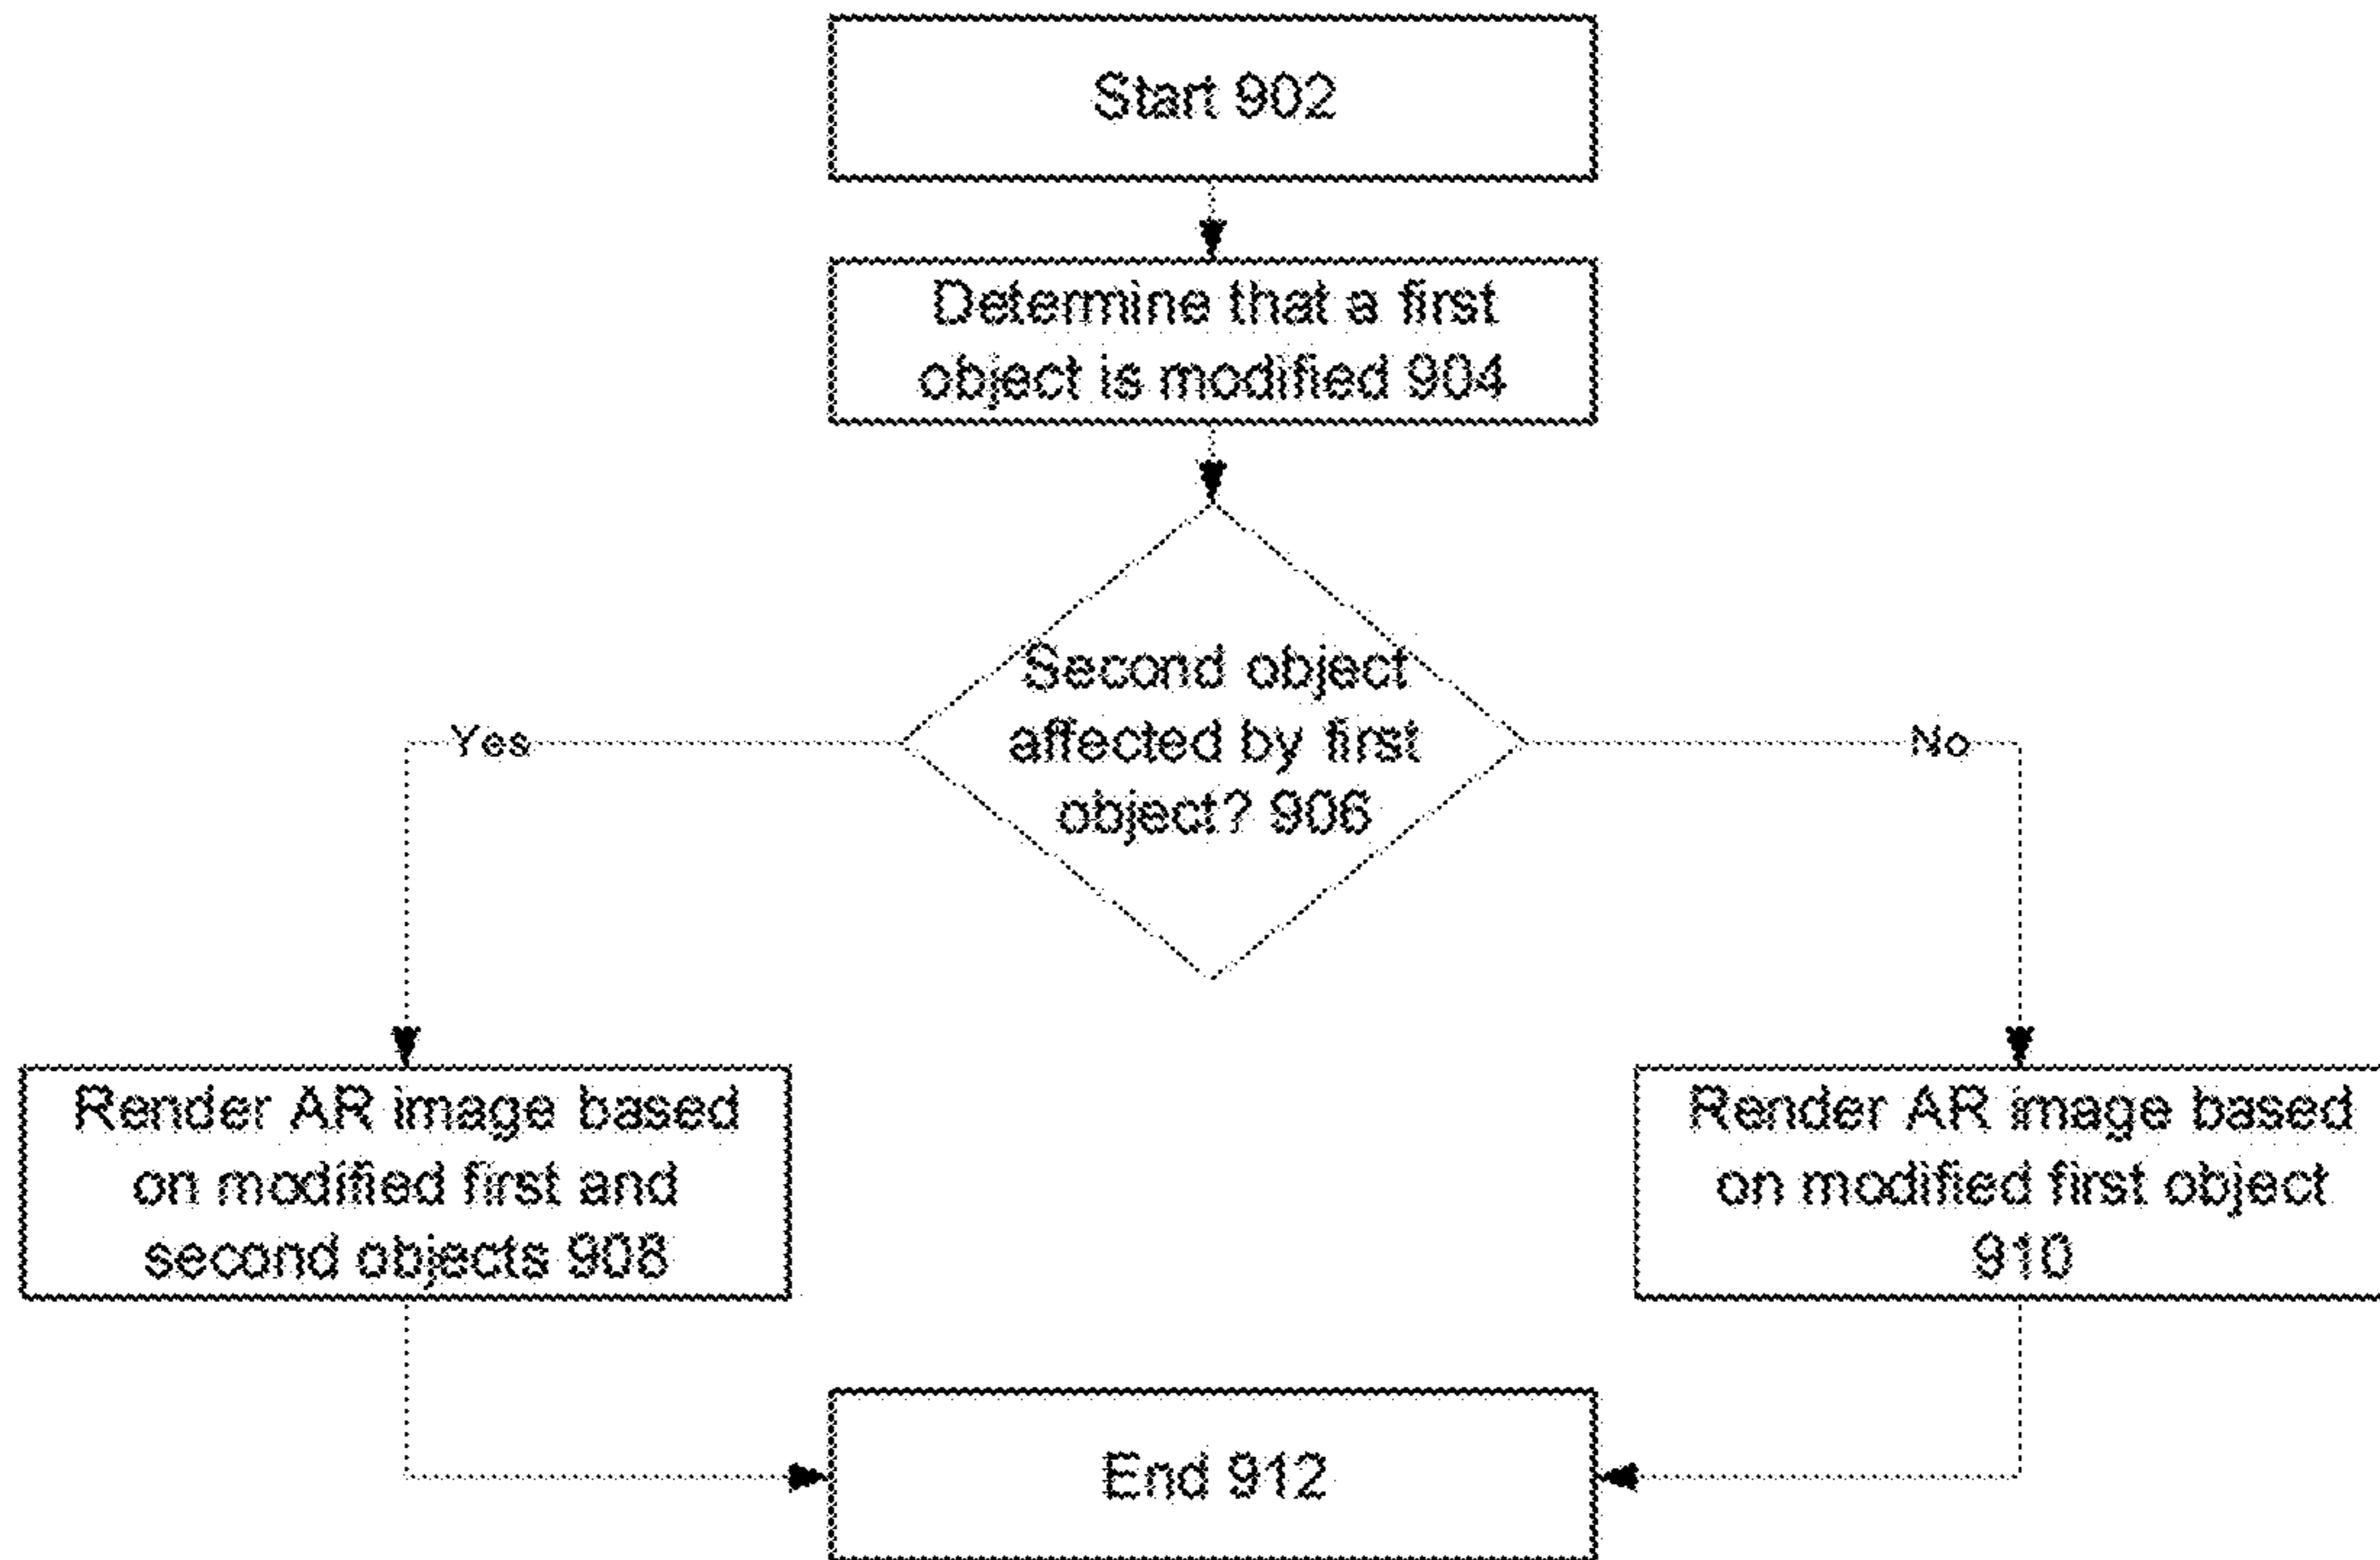 Start 902
Determine that a first
object is modified 904
Second object
affected by first
object? 906
Yes
No
Render AR image based
on modified first and
second objects 908
Render AR image based
on modified first object
910
End 912